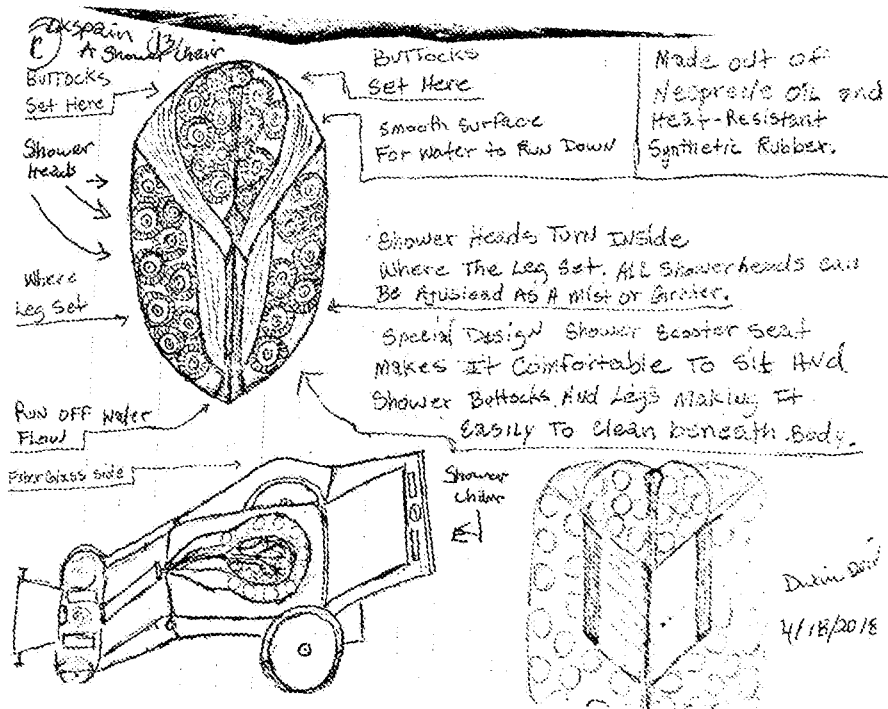 Dkspain
A Shower Chair
Buttocks
Set Here
Buttocks
Set Here
Made out of
Neoprene Oil and
Heat-Resistant
Synthetic Rubber.
Smooth Surface
For Water to Run Down
Shower
Heads
Shower Heads Turn Inside
Where The Leg Set. All Showerheads can
Be As A Mist or
Where
Leg Set
Special Design Shower Scooter Seat
Makes It Comfortable To Sit And
Shower Buttocks And Legs Making It
Easily To Clean beneath Body.
Run Off Water
Flow
FiberGlass Side
Shower
Chair
4/18/2018